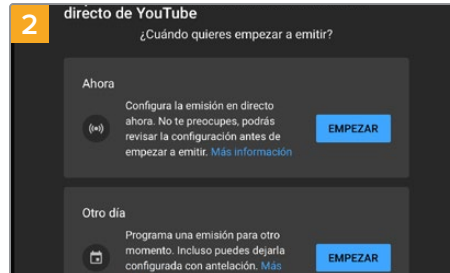 2
directo de YouTube
¿Cuándo quieres empezar a emitir?
Ahora
Configura la emisión en directo
ahora. No te preocupes, podrás
revisar la configuración antes de
empezar a emitir. Más información
EMPEZAR
Otro día
Programa una emisión para otro
momento. Incluso puedes dejarla
configurada con antelación. Más
EMPEZAR